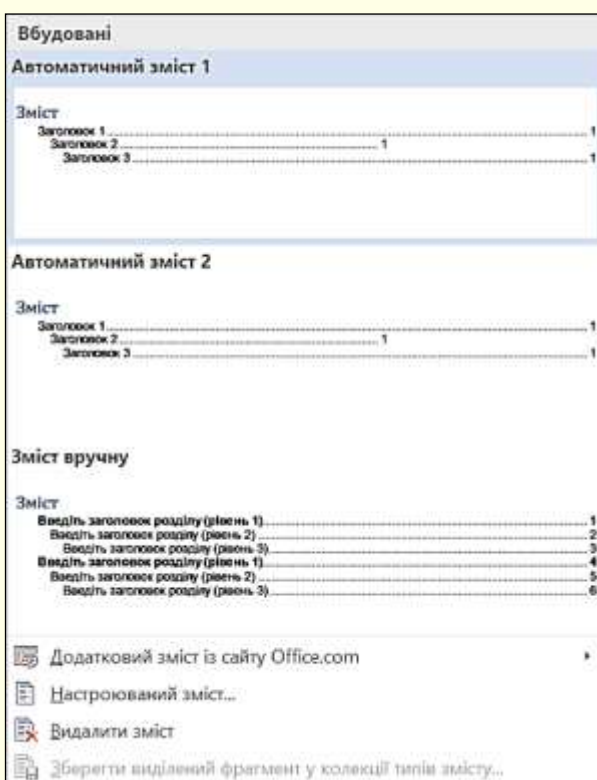 Вбудовані
Автоматичний зміст 1
Зміст
Заголовок 1 1
Заголовок 2 1
Заголовок 3 1
Автоматичний зміст 2
Зміст
Заголовок 1 1
Заголовок 2 1
Заголовок 3 1
Зміст вручну
Зміст
Введіть заголовок розділу (рівень 1) 1
Введіть заголовок розділу (рівень 2) 2
Введіть заголовок розділу (рівень 3) 3
Введіть заголовок розділу (рівень 1) 4
Введіть заголовок розділу (рівень 2) 5
Введіть заголовок розділу (рівень 3) 6
Додатковий зміст із сайту Office.com
Настроюваний зміст...
Видалити зміст
Зберегти виділений фрагмент у колекції типів змісту...